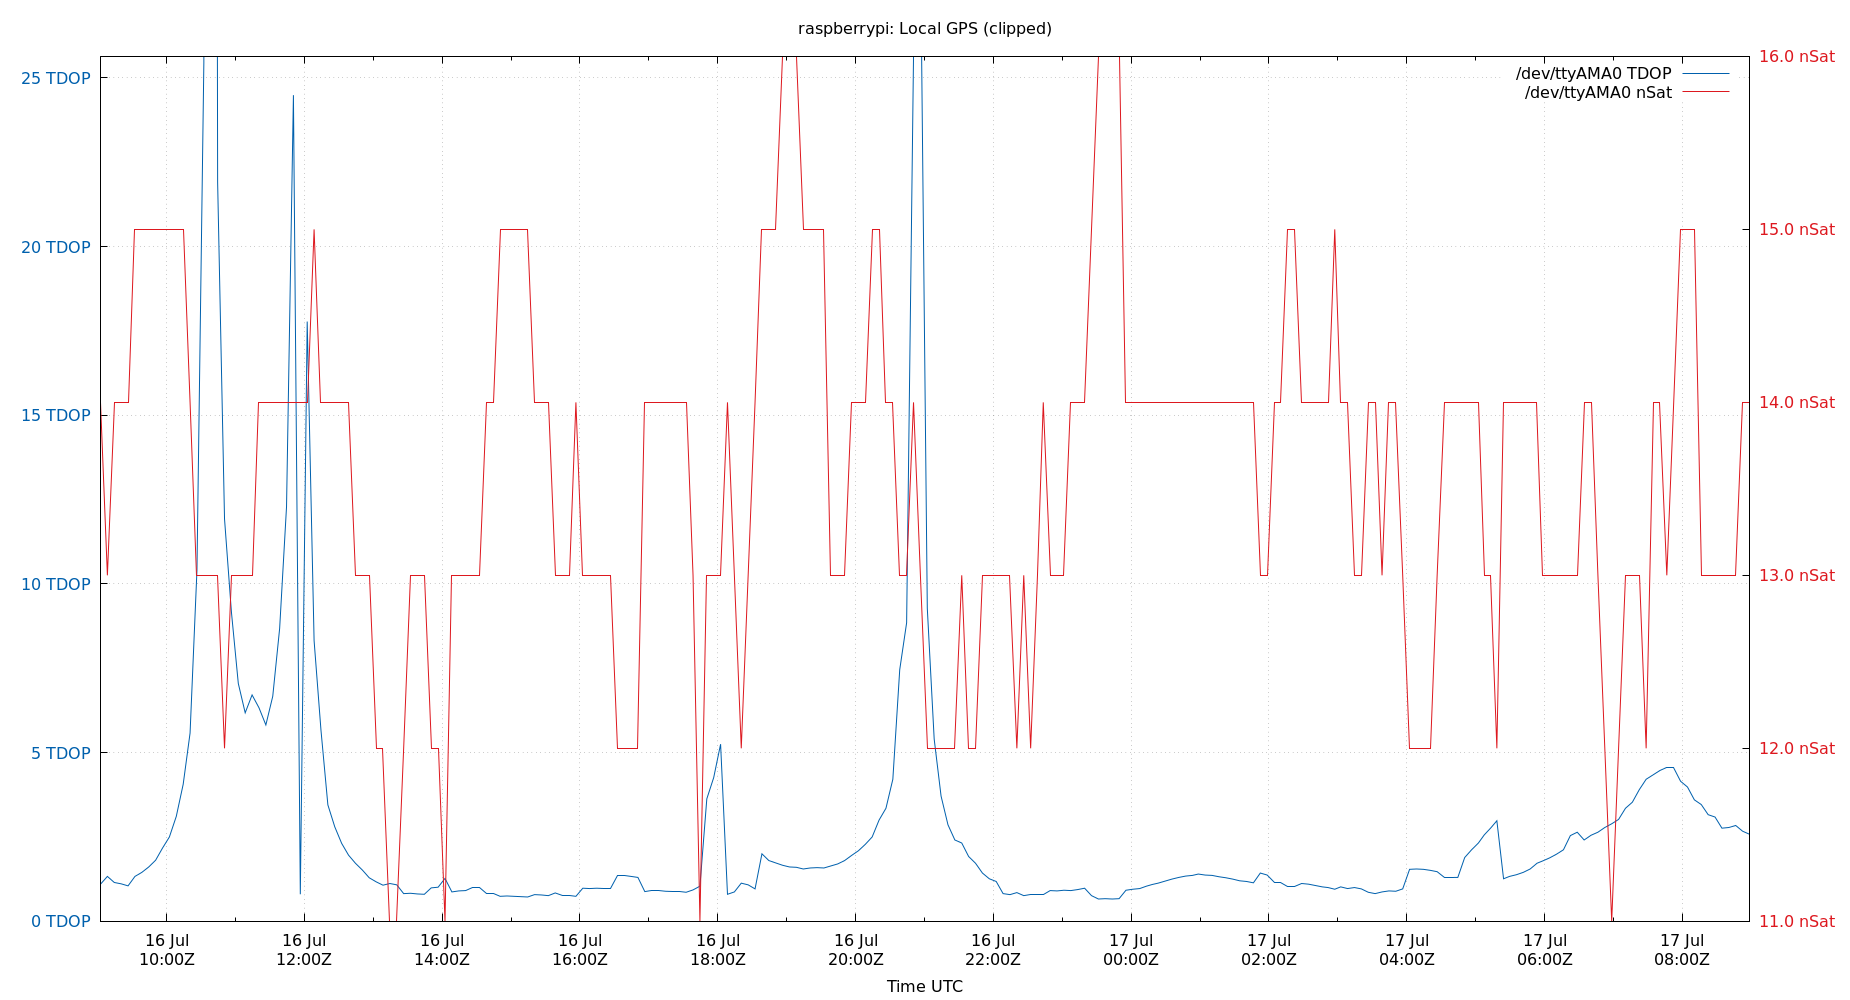 raspberrypi: Local GPS (clipped)
25 TDOP
20 TDOP
15 TDOP
10 TDOP
5 TDOP
0 TDOP
16.0 nSat
15.0 nSat
14.0 nSat
13.0 nSat
12.0 nSat
11.0 nSat
/dev/ttyAMA0 TDOP
/dev/ttyAMA0 nSat
16 Jul 16 Jul 16 Jul 16 Jul 16 Jul 16 Jul 16 Jul 17 Jul 17 Jul 17 Jul 17 Jul 17 Jul
10:00Z 12:00Z 14:00Z 16:00Z 18:00Z 20:00Z 22:00Z 00:00Z 02:00Z 04:00Z 06:00Z 08:00Z
Time UTC